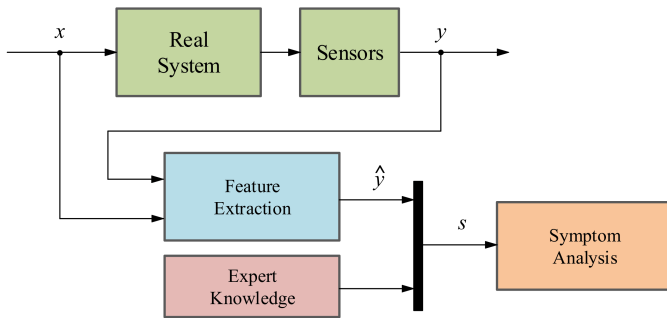 x
Real
System
Sensors
y
Feature
Extraction
ŷ
s
Symptom
Analysis
Expert
Knowledge